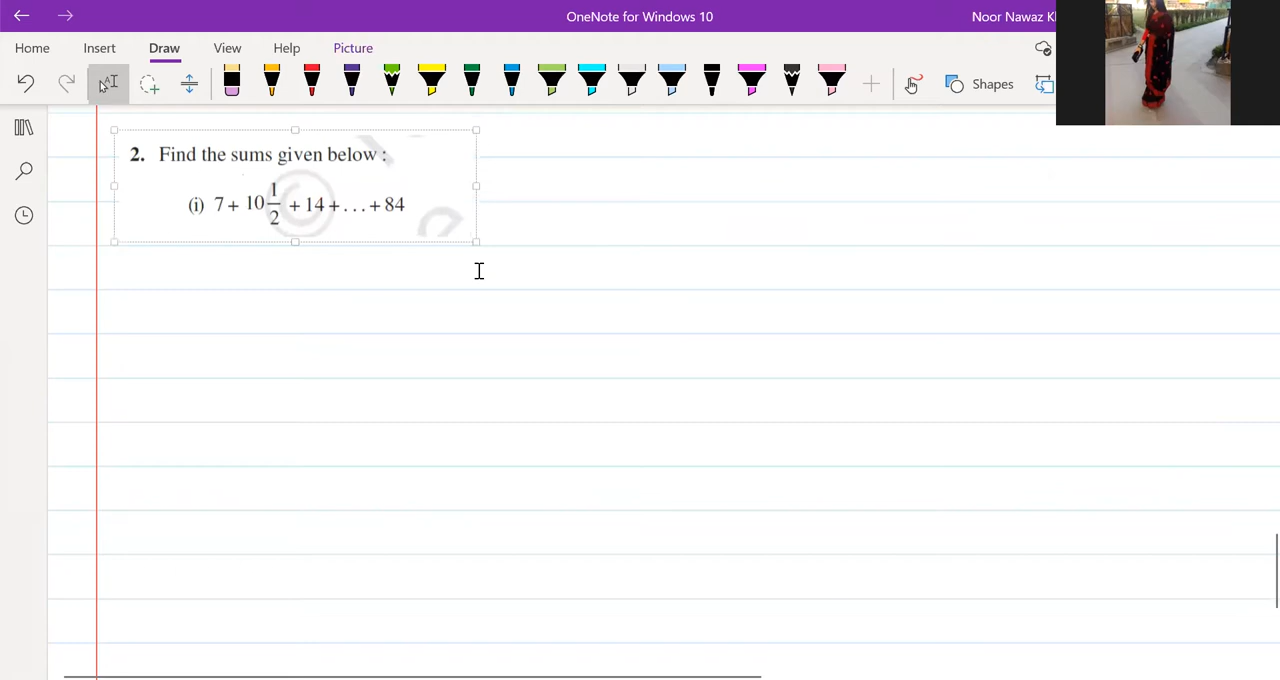 OneNote for Windows 10
Noor Nawaz Kh
Home Insert Draw View Help Picture
Shapes
2. Find the sums given below :
(i) 7 + 10 1/2 + 14 + . . . + 84